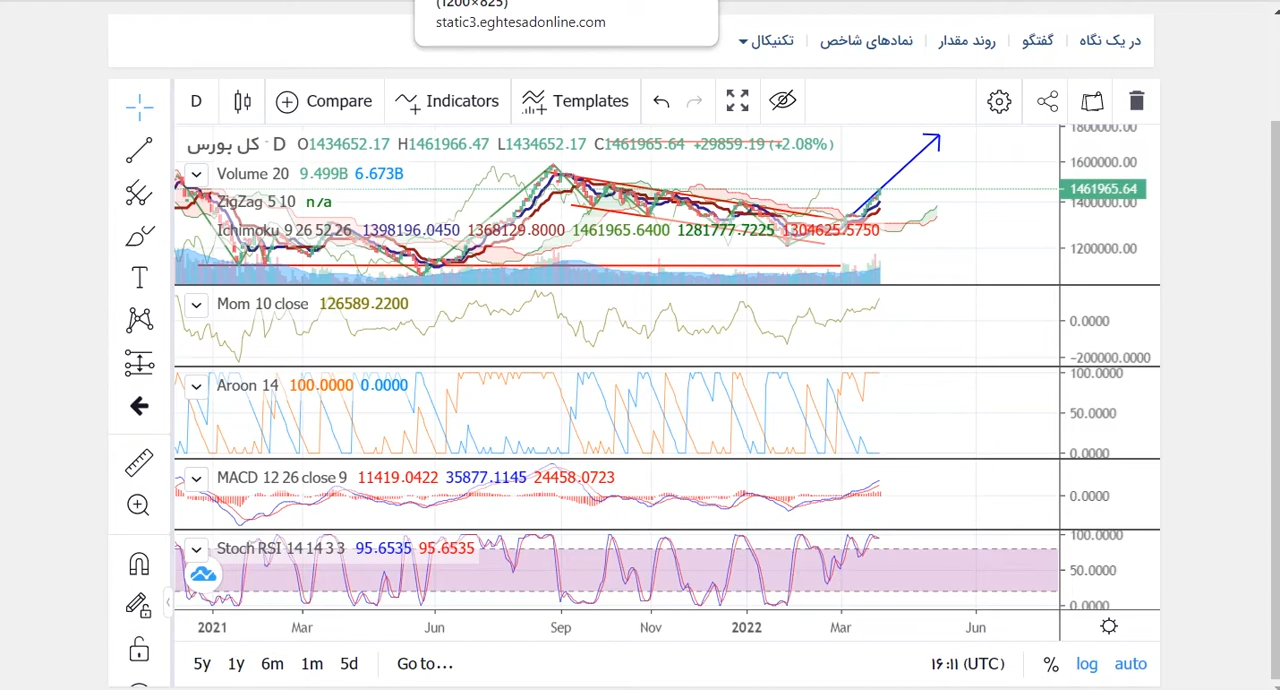 (1200×825)
static3.eghtesadonline.com
در یک نگاه | گفتگو | روند مقدار | نمادهای شاخص | تکنیکال
D Compare Indicators Templates
کل بورس · D O1434652.17 H1461966.47 L1434652.17 C1461965.64 +29859.19 (+2.08%)
Volume 20 9.499B 6.673B
ZigZag 5 10 n/a
Ichimoku 9 26 52 26 1398196.0450 1368129.8000 1461965.6400 1281777.7225 1304625.5750
1800000.00
1600000.00
1461965.64
1400000.00
1200000.00
Mom 10 close 126589.2200
0.0000
-200000.0000
Aroon 14 100.0000 0.0000
100.0000
50.0000
0.0000
MACD 12 26 close 9 11419.0422 35877.1145 24458.0723
0.0000
Stoch RSI 14 14 3 3 95.6535 95.6535
100.0000
50.0000
0.0000
2021 Mar Jun Sep Nov 2022 Mar Jun
5y 1y 6m 1m 5d Go to... ۱۶:۱۱ (UTC) % log auto